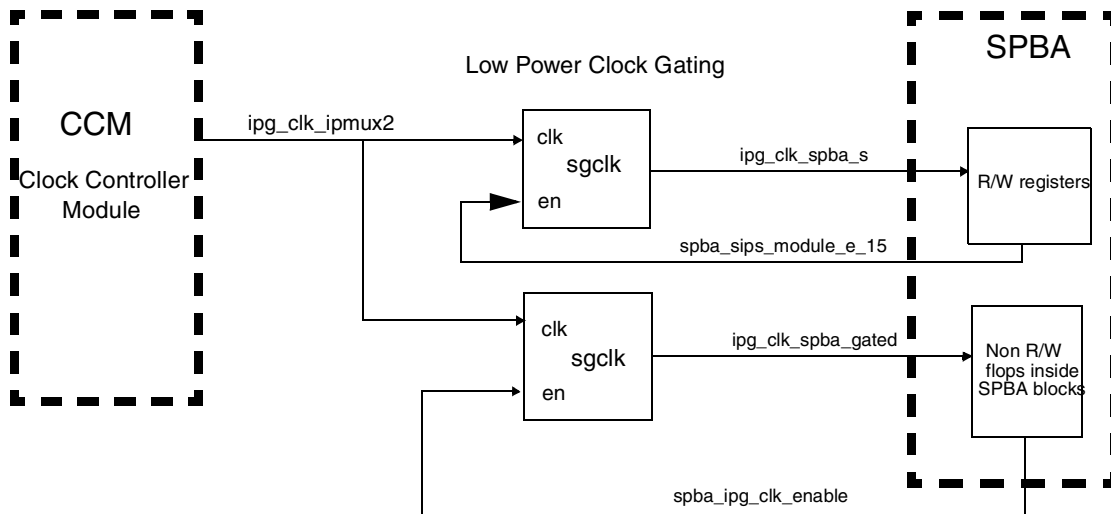 SPBA
Low Power Clock Gating
CCM
Clock Controller
Module
ipg_clk_ipmux2
clk
sgclk
en
ipg_clk_spba_s
R/W registers
spba_sips_module_e_15
clk
sgclk
en
ipg_clk_spba_gated
Non R/W
flops inside
SPBA blocks
spba_ipg_clk_enable